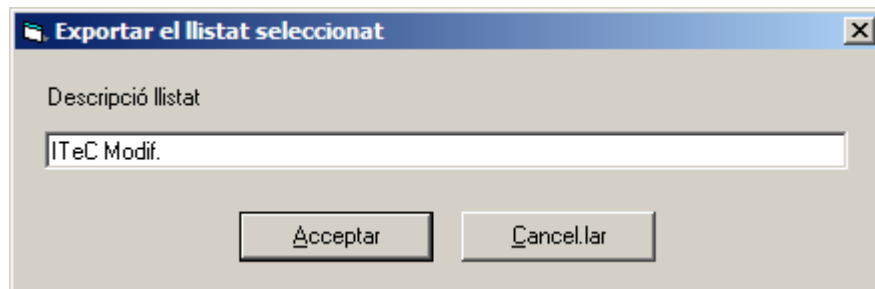 Exportar el llistat seleccionat
Descripció llistat
ITeC Modif.
Acceptar Cancel.lar